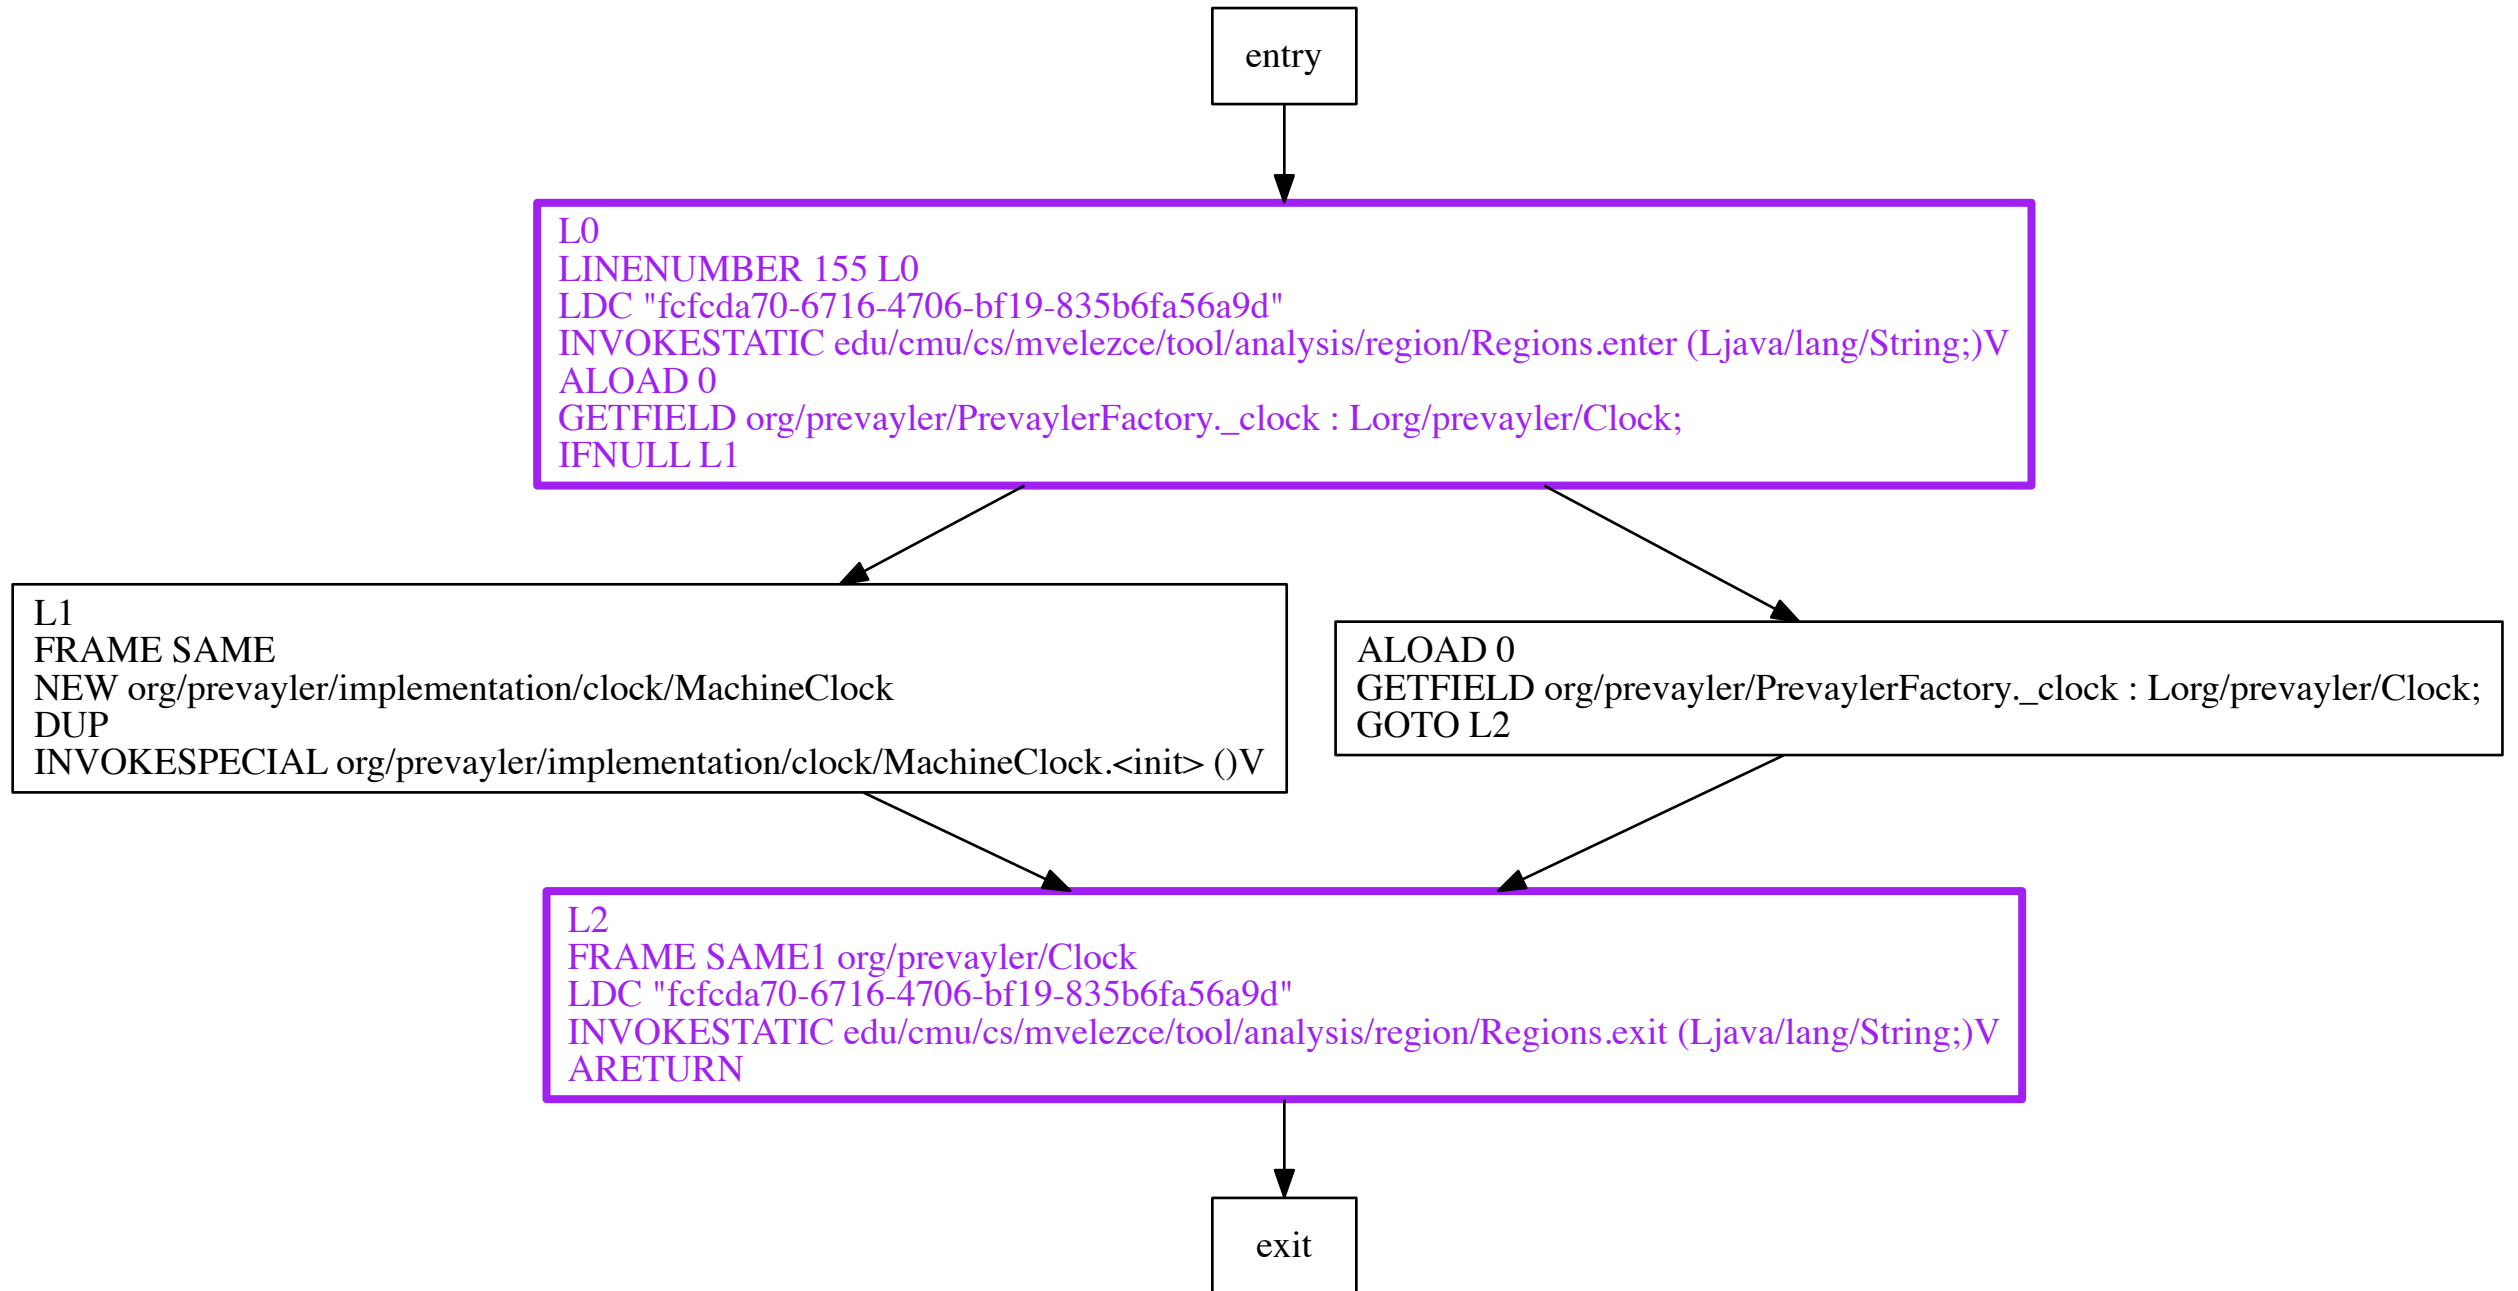 entry
L0
LINENUMBER 155 L0
LDC "fcfcda70-6716-4706-bf19-835b6fa56a9d"
INVOKESTATIC edu/cmu/cs/mvelezce/tool/analysis/region/Regions.enter (Ljava/lang/String;)V
ALOAD 0
GETFIELD org/prevayler/PrevaylerFactory._clock : Lorg/prevayler/Clock;
IFNULL L1
L1
FRAME SAME
NEW org/prevayler/implementation/clock/MachineClock
DUP
INVOKESPECIAL org/prevayler/implementation/clock/MachineClock.<init> ()V
ALOAD 0
GETFIELD org/prevayler/PrevaylerFactory._clock : Lorg/prevayler/Clock;
GOTO L2
L2
FRAME SAME1 org/prevayler/Clock
LDC "fcfcda70-6716-4706-bf19-835b6fa56a9d"
INVOKESTATIC edu/cmu/cs/mvelezce/tool/analysis/region/Regions.exit (Ljava/lang/String;)V
ARETURN
exit